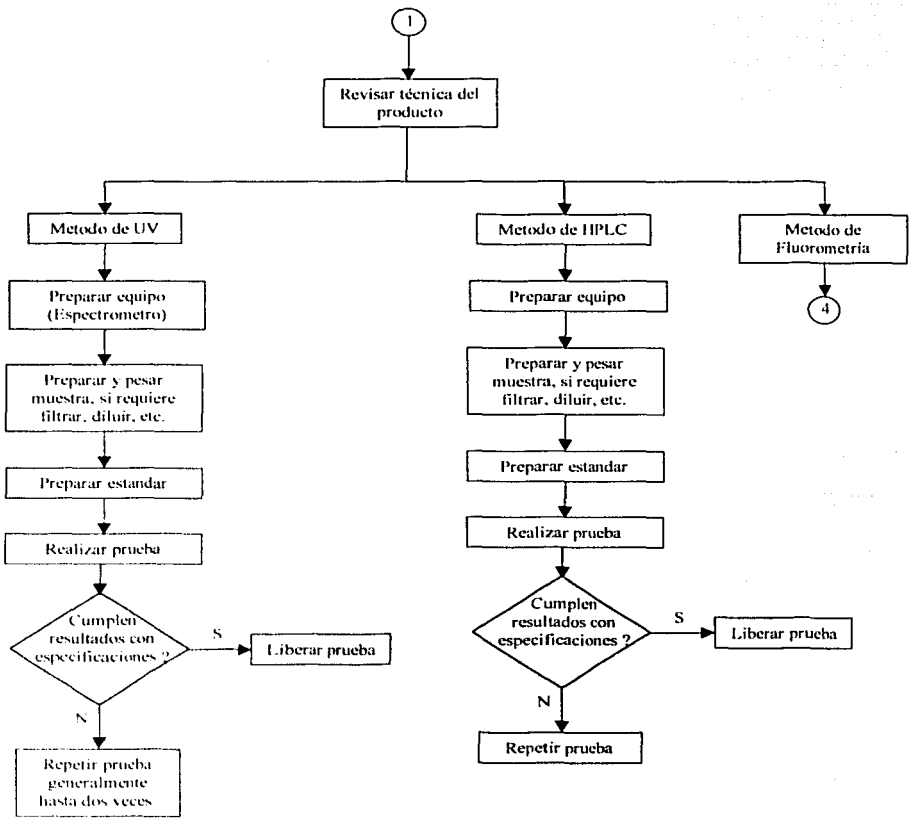 1
Revisar técnica del
producto
Metodo de UV
Preparar equipo
(Espectrometro)
Preparar y pesar
muestra, si requiere
filtrar, diluir, etc.
Preparar estandar
Realizar prueba
Cumplen
resultados con
especificaciones ?
S
Liberar prueba
N
Repetir prueba
generalmente
hasta dos veces
Metodo de HPLC
Preparar equipo
Preparar y pesar
muestra, si requiere
filtrar, diluir, etc.
Preparar estandar
Realizar prueba
Cumplen
resultados con
especificaciones ?
S
Liberar prueba
N
Repetir prueba
Metodo de
Fluorometría
4